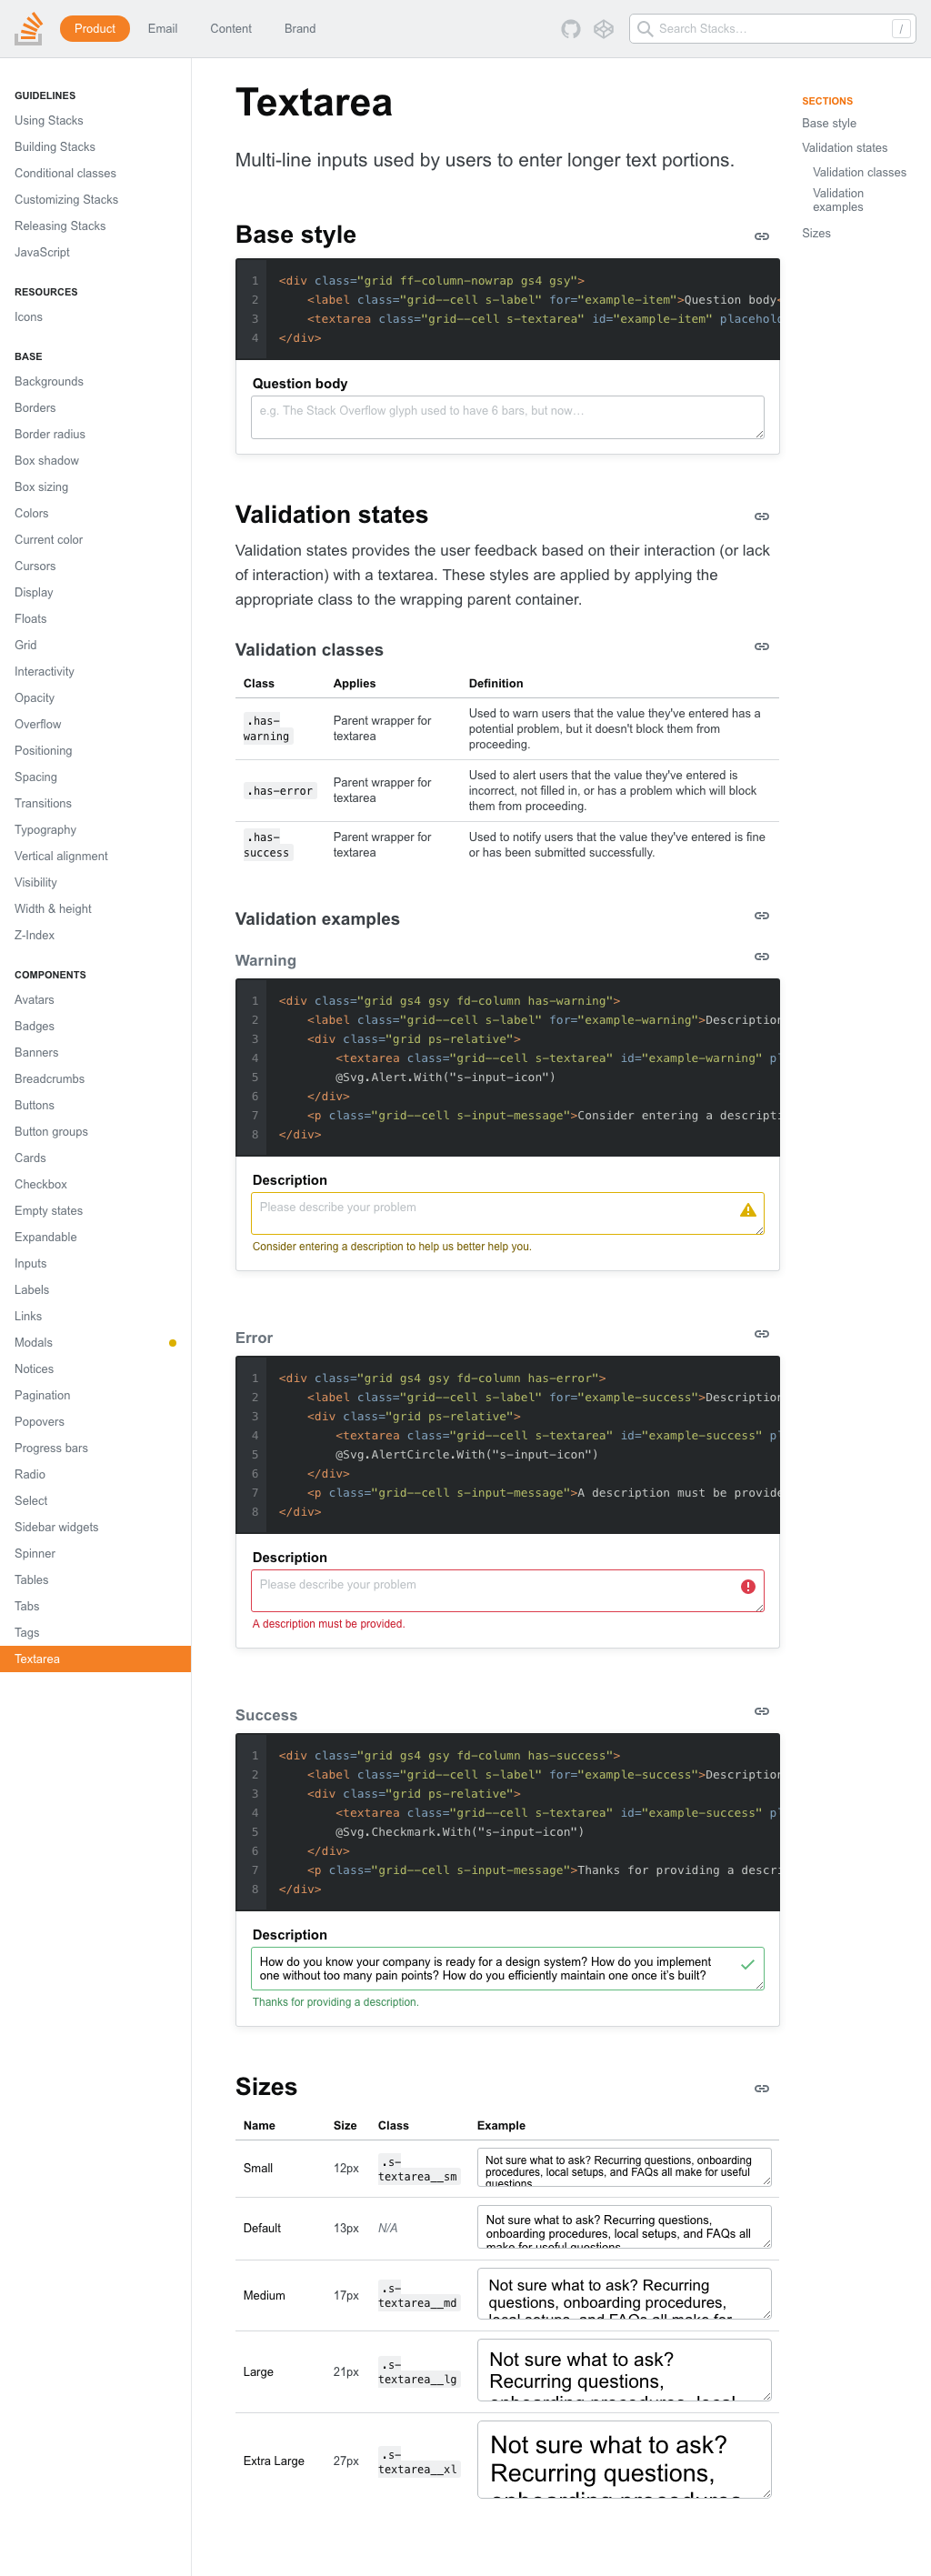 Product
Email
Content
Brand
Search Stacks…
/
GUIDELINES
Using Stacks
Building Stacks
Conditional classes
Customizing Stacks
Releasing Stacks
JavaScript
RESOURCES
Icons
BASE
Backgrounds
Borders
Border radius
Box shadow
Box sizing
Colors
Current color
Cursors
Display
Floats
Grid
Interactivity
Opacity
Overflow
Positioning
Spacing
Transitions
Typography
Vertical alignment
Visibility
Width & height
Z-Index
COMPONENTS
Avatars
Badges
Banners
Breadcrumbs
Buttons
Button groups
Cards
Checkbox
Empty states
Expandable
Inputs
Labels
Links
Modals
Notices
Pagination
Popovers
Progress bars
Radio
Select
Sidebar widgets
Spinner
Tables
Tabs
Tags
Textarea
Textarea
Multi-line inputs used by users to enter longer text portions.
Base style
1 <div class="grid ff-column-nowrap gs4 gsy">
2 <label class="grid--cell s-label" for="example-item">Question body<
3 <textarea class="grid--cell s-textarea" id="example-item" placehol
4 </div>
Question body
e.g. The Stack Overflow glyph used to have 6 bars, but now…
Validation states
Validation states provides the user feedback based on their interaction (or lack
of interaction) with a textarea. These styles are applied by applying the
appropriate class to the wrapping parent container.
Validation classes
Class Applies Definition
.has-warning Parent wrapper for textarea Used to warn users that the value they've entered has a potential problem, but it doesn't block them from proceeding.
.has-error Parent wrapper for textarea Used to alert users that the value they've entered is incorrect, not filled in, or has a problem which will block them from proceeding.
.has-success Parent wrapper for textarea Used to notify users that the value they've entered is fine or has been submitted successfully.
Validation examples
Warning
1 <div class="grid gs4 gsy fd-column has-warning">
2 <label class="grid--cell s-label" for="example-warning">Description
3 <div class="grid ps-relative">
4 <textarea class="grid--cell s-textarea" id="example-warning" pl
5 @Svg.Alert.With("s-input-icon")
6 </div>
7 <p class="grid--cell s-input-message">Consider entering a descripti
8 </div>
Description
Please describe your problem
Consider entering a description to help us better help you.
Error
1 <div class="grid gs4 gsy fd-column has-error">
2 <label class="grid--cell s-label" for="example-success">Description
3 <div class="grid ps-relative">
4 <textarea class="grid--cell s-textarea" id="example-success" pl
5 @Svg.AlertCircle.With("s-input-icon")
6 </div>
7 <p class="grid--cell s-input-message">A description must be provide
8 </div>
Description
Please describe your problem
A description must be provided.
Success
1 <div class="grid gs4 gsy fd-column has-success">
2 <label class="grid--cell s-label" for="example-success">Description
3 <div class="grid ps-relative">
4 <textarea class="grid--cell s-textarea" id="example-success" pl
5 @Svg.Checkmark.With("s-input-icon")
6 </div>
7 <p class="grid--cell s-input-message">Thanks for providing a descri
8 </div>
Description
How do you know your company is ready for a design system? How do you implement
one without too many pain points? How do you efficiently maintain one once it's built?
Thanks for providing a description.
Sizes
Name Size Class Example
Small 12px .s-textarea__sm
Not sure what to ask? Recurring questions, onboarding
procedures, local setups, and FAQs all make for useful
questions
Default 13px N/A
Not sure what to ask? Recurring questions,
onboarding procedures, local setups, and FAQs all
make for useful questions
Medium 17px .s-textarea__md
Not sure what to ask? Recurring
questions, onboarding procedures,
local setups, and FAQs all make for
Large 21px .s-textarea__lg
Not sure what to ask?
Recurring questions,
onboarding procedures, local
Extra Large 27px .s-textarea__xl
Not sure what to ask?
Recurring questions,
onboarding procedures
SECTIONS
Base style
Validation states
Validation classes
Validation
examples
Sizes